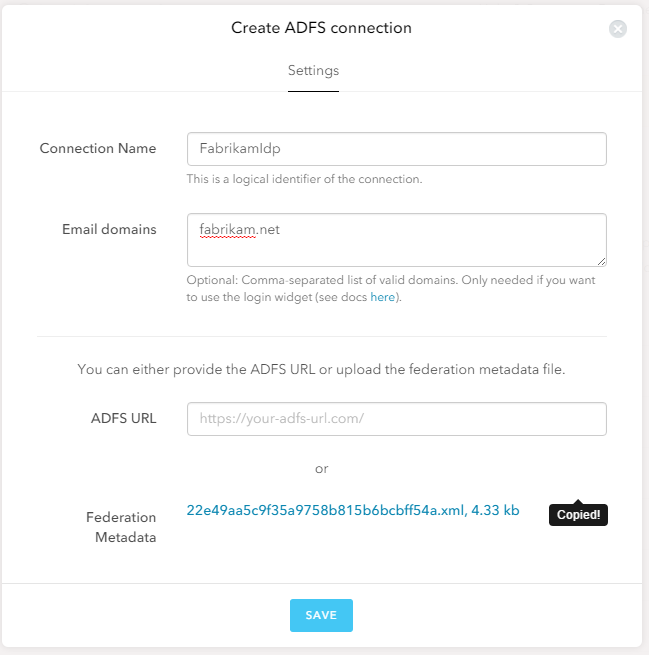 Create ADFS connection
Settings
Connection Name
FabrikamIdp
This is a logical identifier of the connection.
Email domains
fabrikam.net
Optional: Comma-separated list of valid domains. Only needed if you want
to use the login widget (see docs here).
You can either provide the ADFS URL or upload the federation metadata file.
ADFS URL
https://your-adfs-url.com/
or
Federation
Metadata
22e49aa5c9f35a9758b815b6bcbff54a.xml, 4.33 kb
Copied!
SAVE